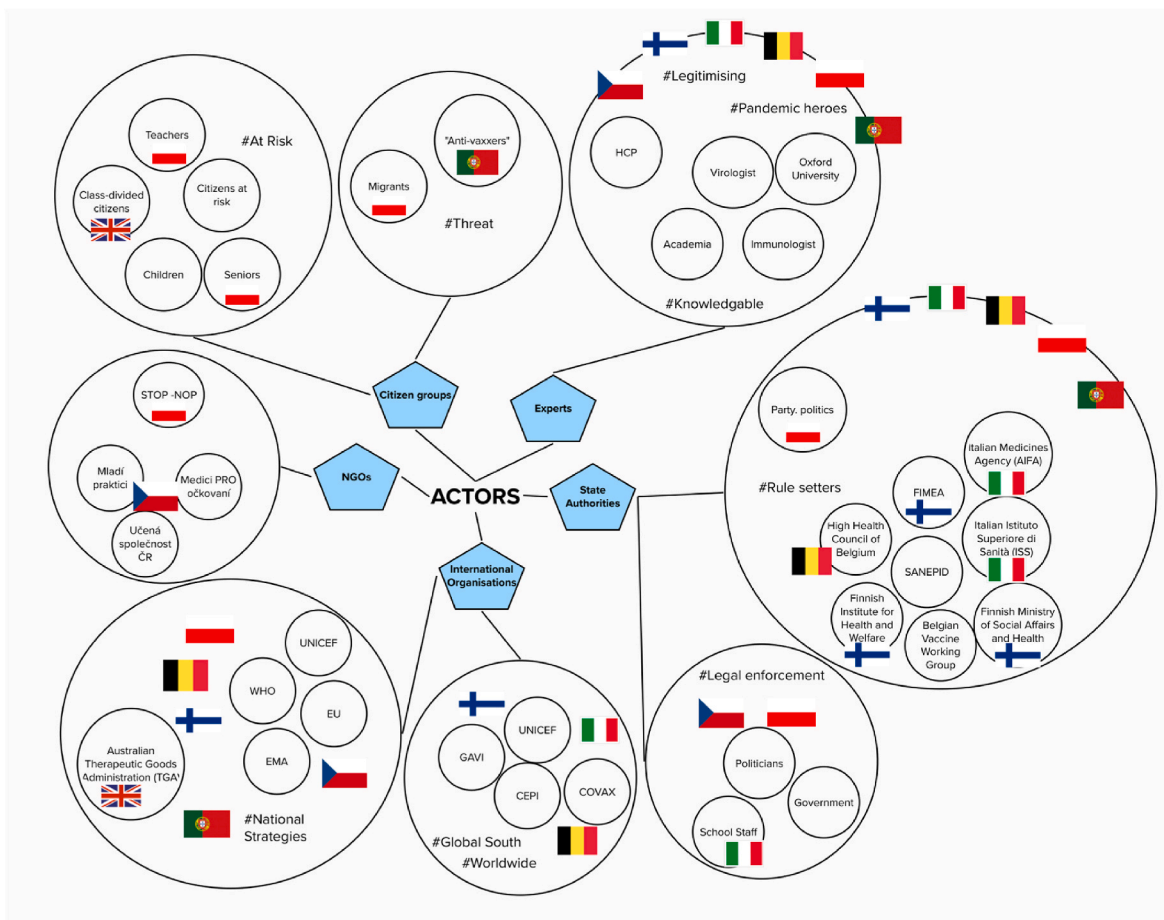 #Legitimising
#Pandemic heroes
HCP
Virologist
Oxford
University
Academia
Immunologist
#Knowledgable
Teachers
#At Risk
Class-divided
citizens
Citizens at
risk
Children
Seniors
"Anti-vaxxers"
Migrants
#Threat
Citizen groups
Experts
NGOs
ACTORS
State
Authorities
International
Organisations
STOP -NOP
Mladí
praktici
Medici PRO
očkovaní
Učená
společnost
ČR
Party. politics
Italian Medicines
Agency (AIFA)
#Rule setters
FIMEA
High Health
Council of
Belgium
Italian Istituto
Superiore di
Sanità (ISS)
SANEPID
Finnish
Institute for
Health and
Welfare
Belgian
Vaccine
Working
Group
Finnish Ministry
of Social Affairs
and Health
UNICEF
WHO
EU
Australian
Therapeutic Goods
Administration (TGA)
EMA
#National
Strategies
UNICEF
GAVI
CEPI
COVAX
#Global South
#Worldwide
#Legal enforcement
Politicians
Government
School Staff